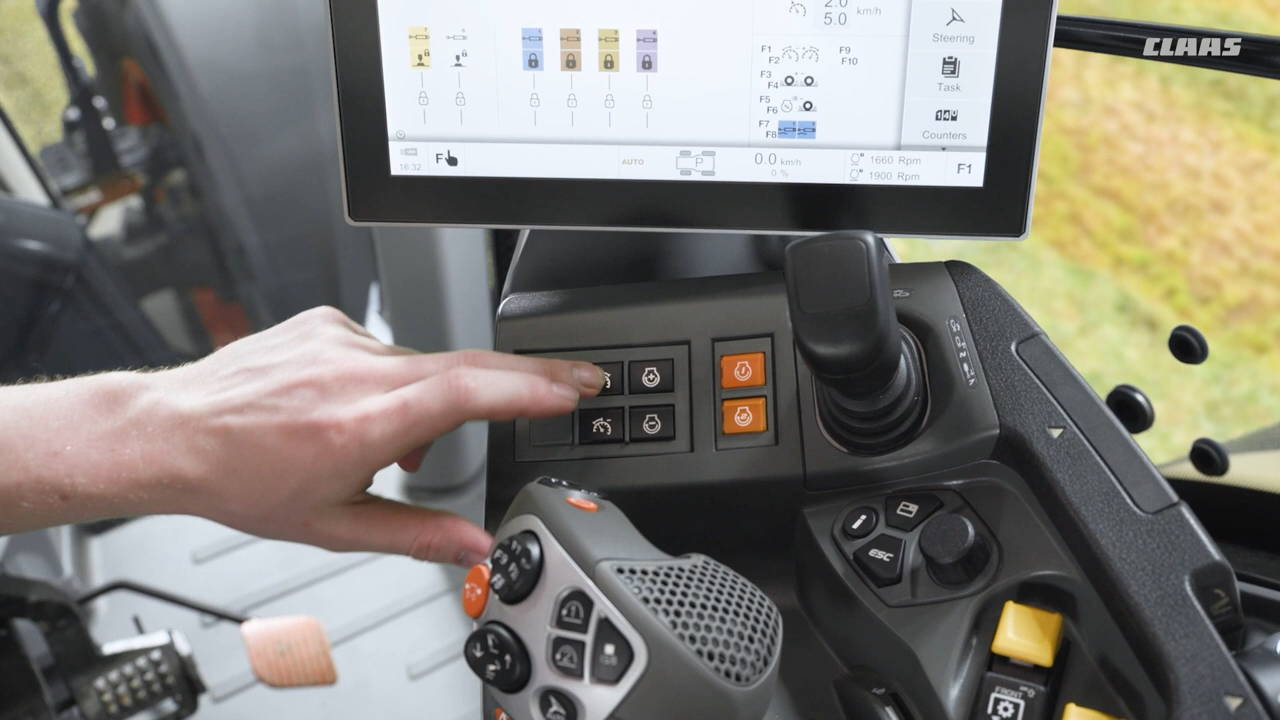 CLAAS
2.0
5.0 km/h
Steering
Task
Counters
F1
F2
F3
F4
F5
F6
F7
F8
F9
F10
16:32
F
AUTO
P
0.0 km/h
0 %
1660 Rpm
1900 Rpm
F1
i
ESC
FRONT